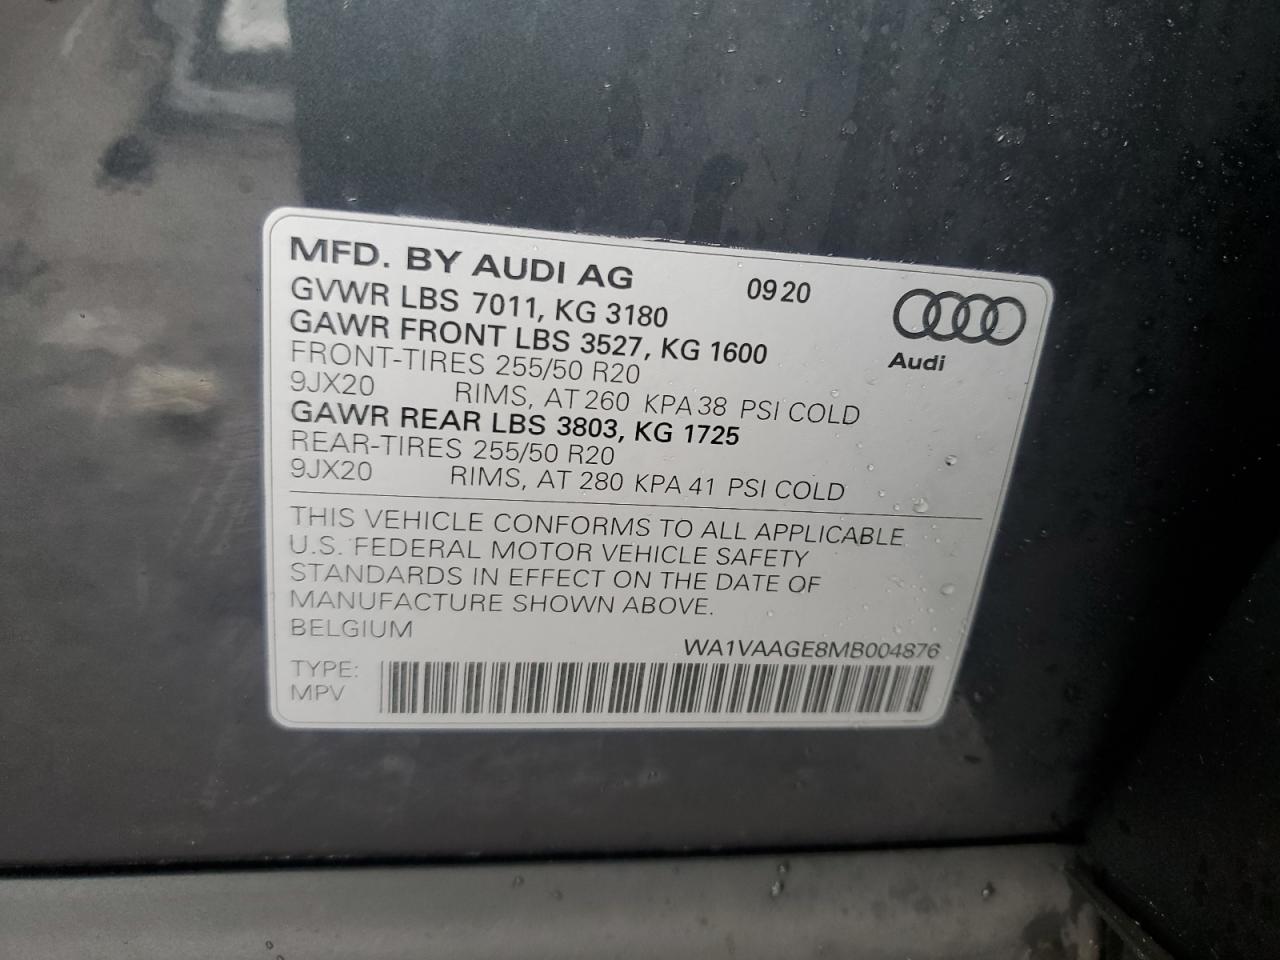 MFD. BY AUDI AG 0920
GVWR LBS 7011, KG 3180
GAWR FRONT LBS 3527, KG 1600
Audi
FRONT-TIRES 255/50 R20
9JX20 RIMS, AT 260 KPA 38 PSI COLD
GAWR REAR LBS 3803, KG 1725
REAR-TIRES 255/50 R20
9JX20 RIMS, AT 280 KPA 41 PSI COLD
THIS VEHICLE CONFORMS TO ALL APPLICABLE
U.S. FEDERAL MOTOR VEHICLE SAFETY
STANDARDS IN EFFECT ON THE DATE OF
MANUFACTURE SHOWN ABOVE.
BELGIUM
WA1VAAGE8MB004876
TYPE:
MPV